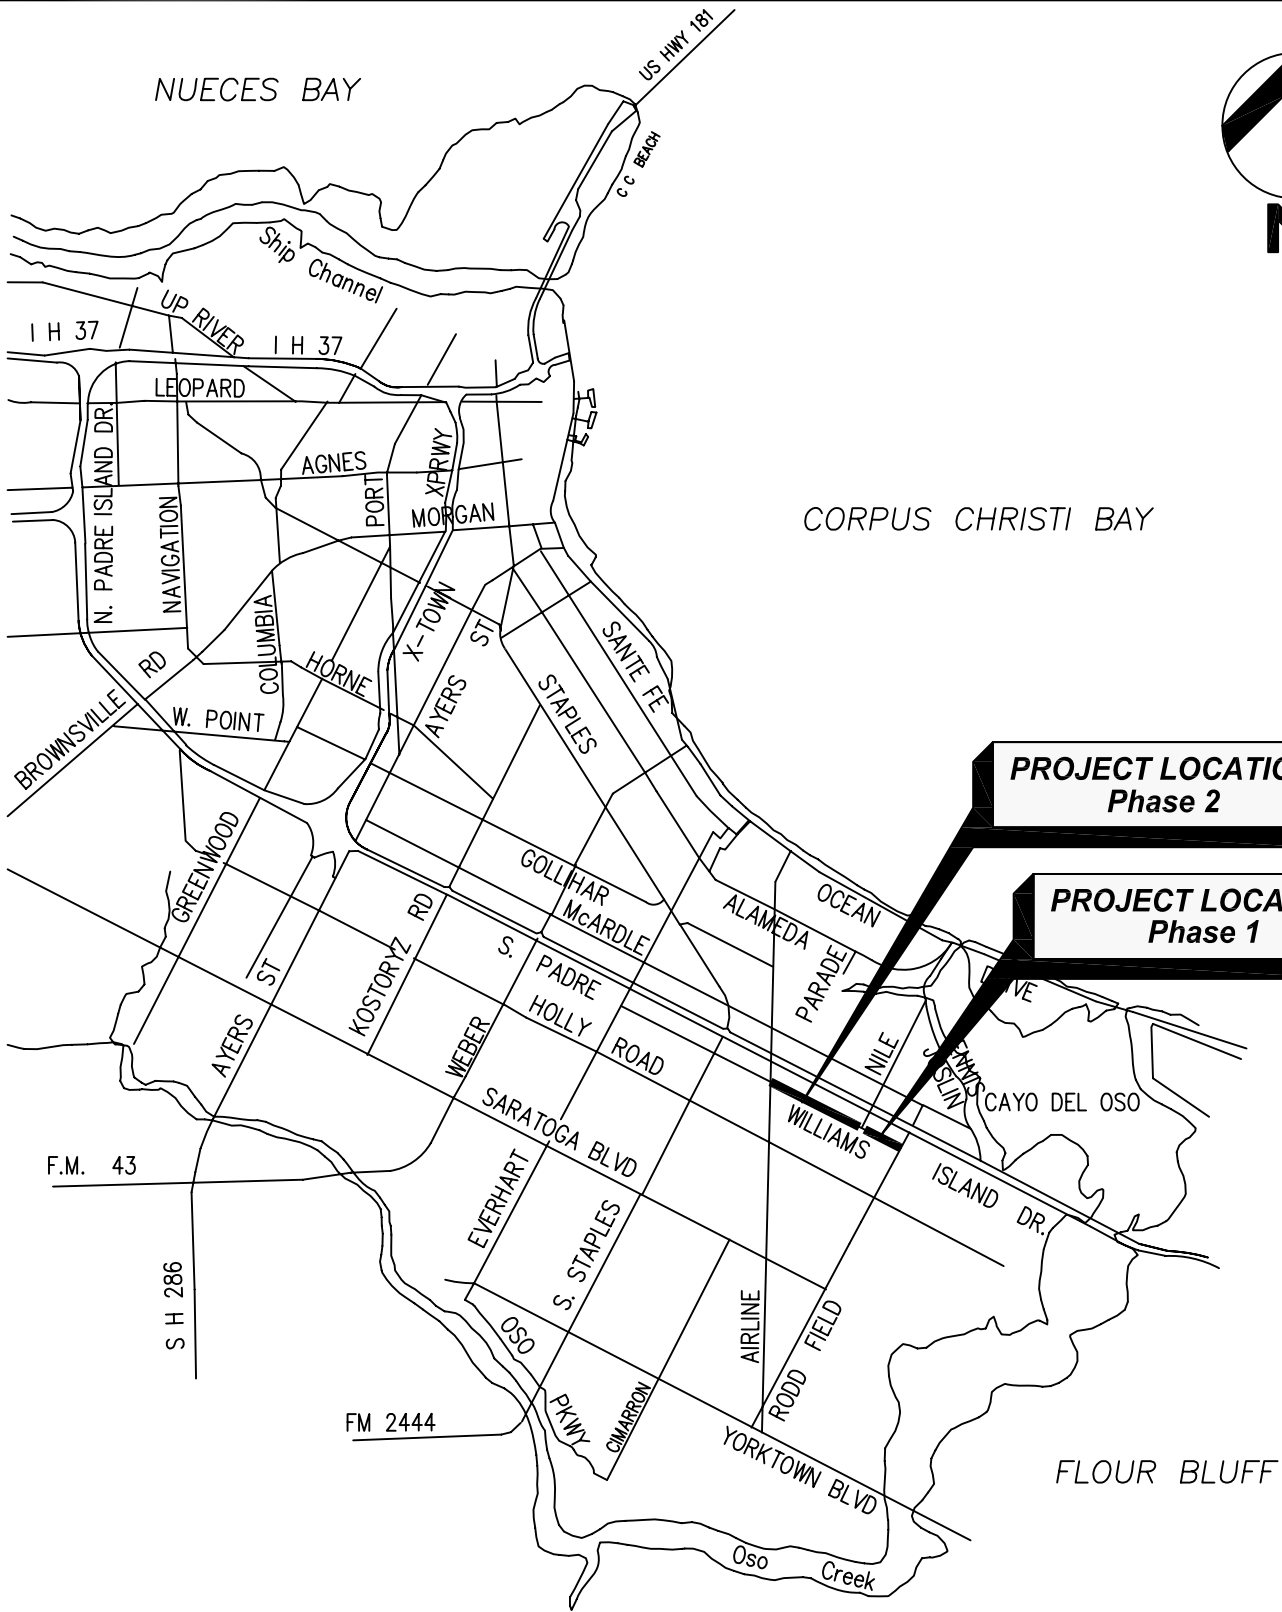 US HWY 181
NUECES BAY
C C BEACH
Ship Channel
UP RIVER
I H 37
I H 37
LEOPARD
N. PADRE ISLAND DR.
AGNES
XPRWY
PORT
MORGAN
NAVIGATION
CORPUS CHRISTI BAY
COLUMBIA
X-TOWN
SANTE FE
HORNE
AYERS ST
STAPLES
BROWNSVILLE RD
W. POINT
PROJECT LOCATIO
Phase 2
GREENWOOD
GOLLIHAR
McARDLE
ALAMEDA
OCEAN
DRIVE
PROJECT LOCA
Phase 1
KOSTORYZ RD
S. PADRE
ISLAND DR.
HOLLY ROAD
PARADE
NILE
ENNIS
JOSLIN
CAYO DEL OSO
AYERS ST
WEBER
SARATOGA BLVD
WILLIAMS
F.M. 43
EVERHART
S. STAPLES
S H 286
OSO PKWY
AIRLINE
RODD FIELD
CIMARRON
FM 2444
YORKTOWN BLVD
FLOUR BLUFF
Oso Creek